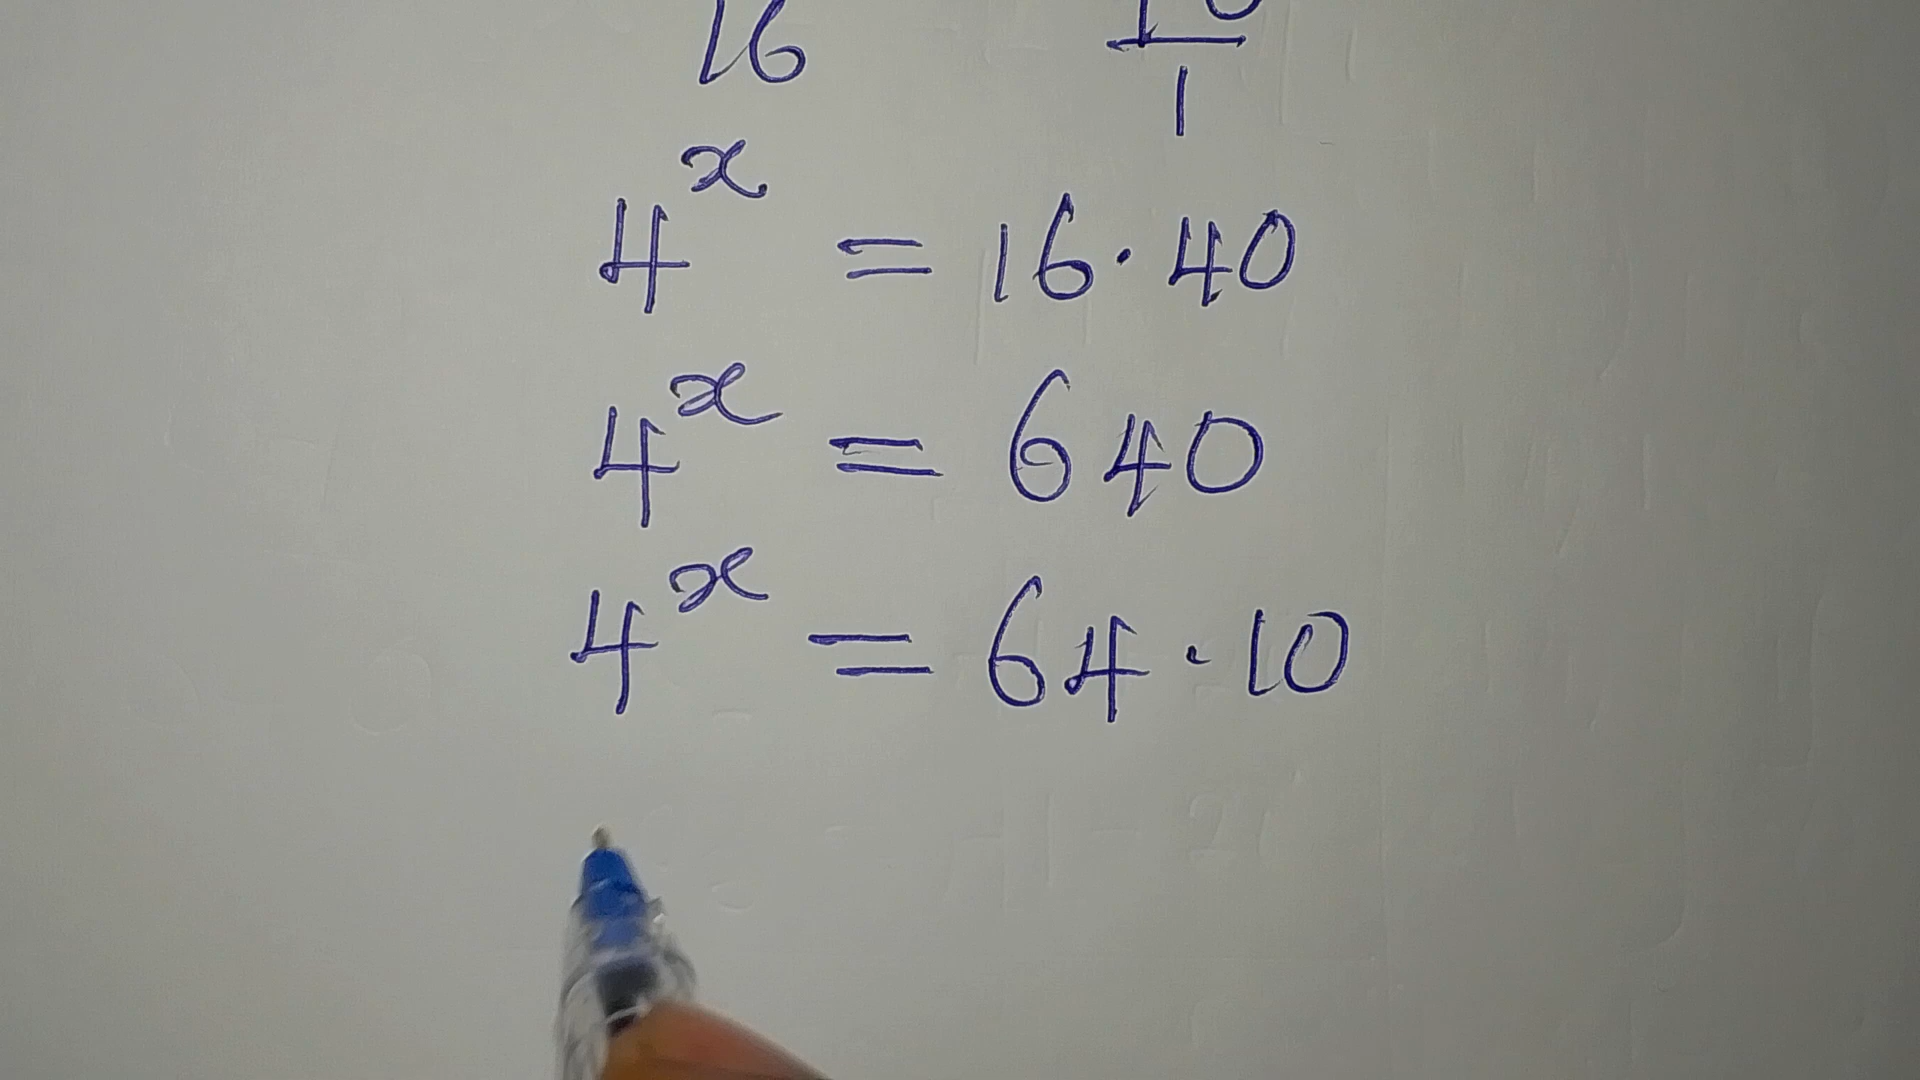 16
1
4^x = 16·40
4^x = 640
4^x = 64·10